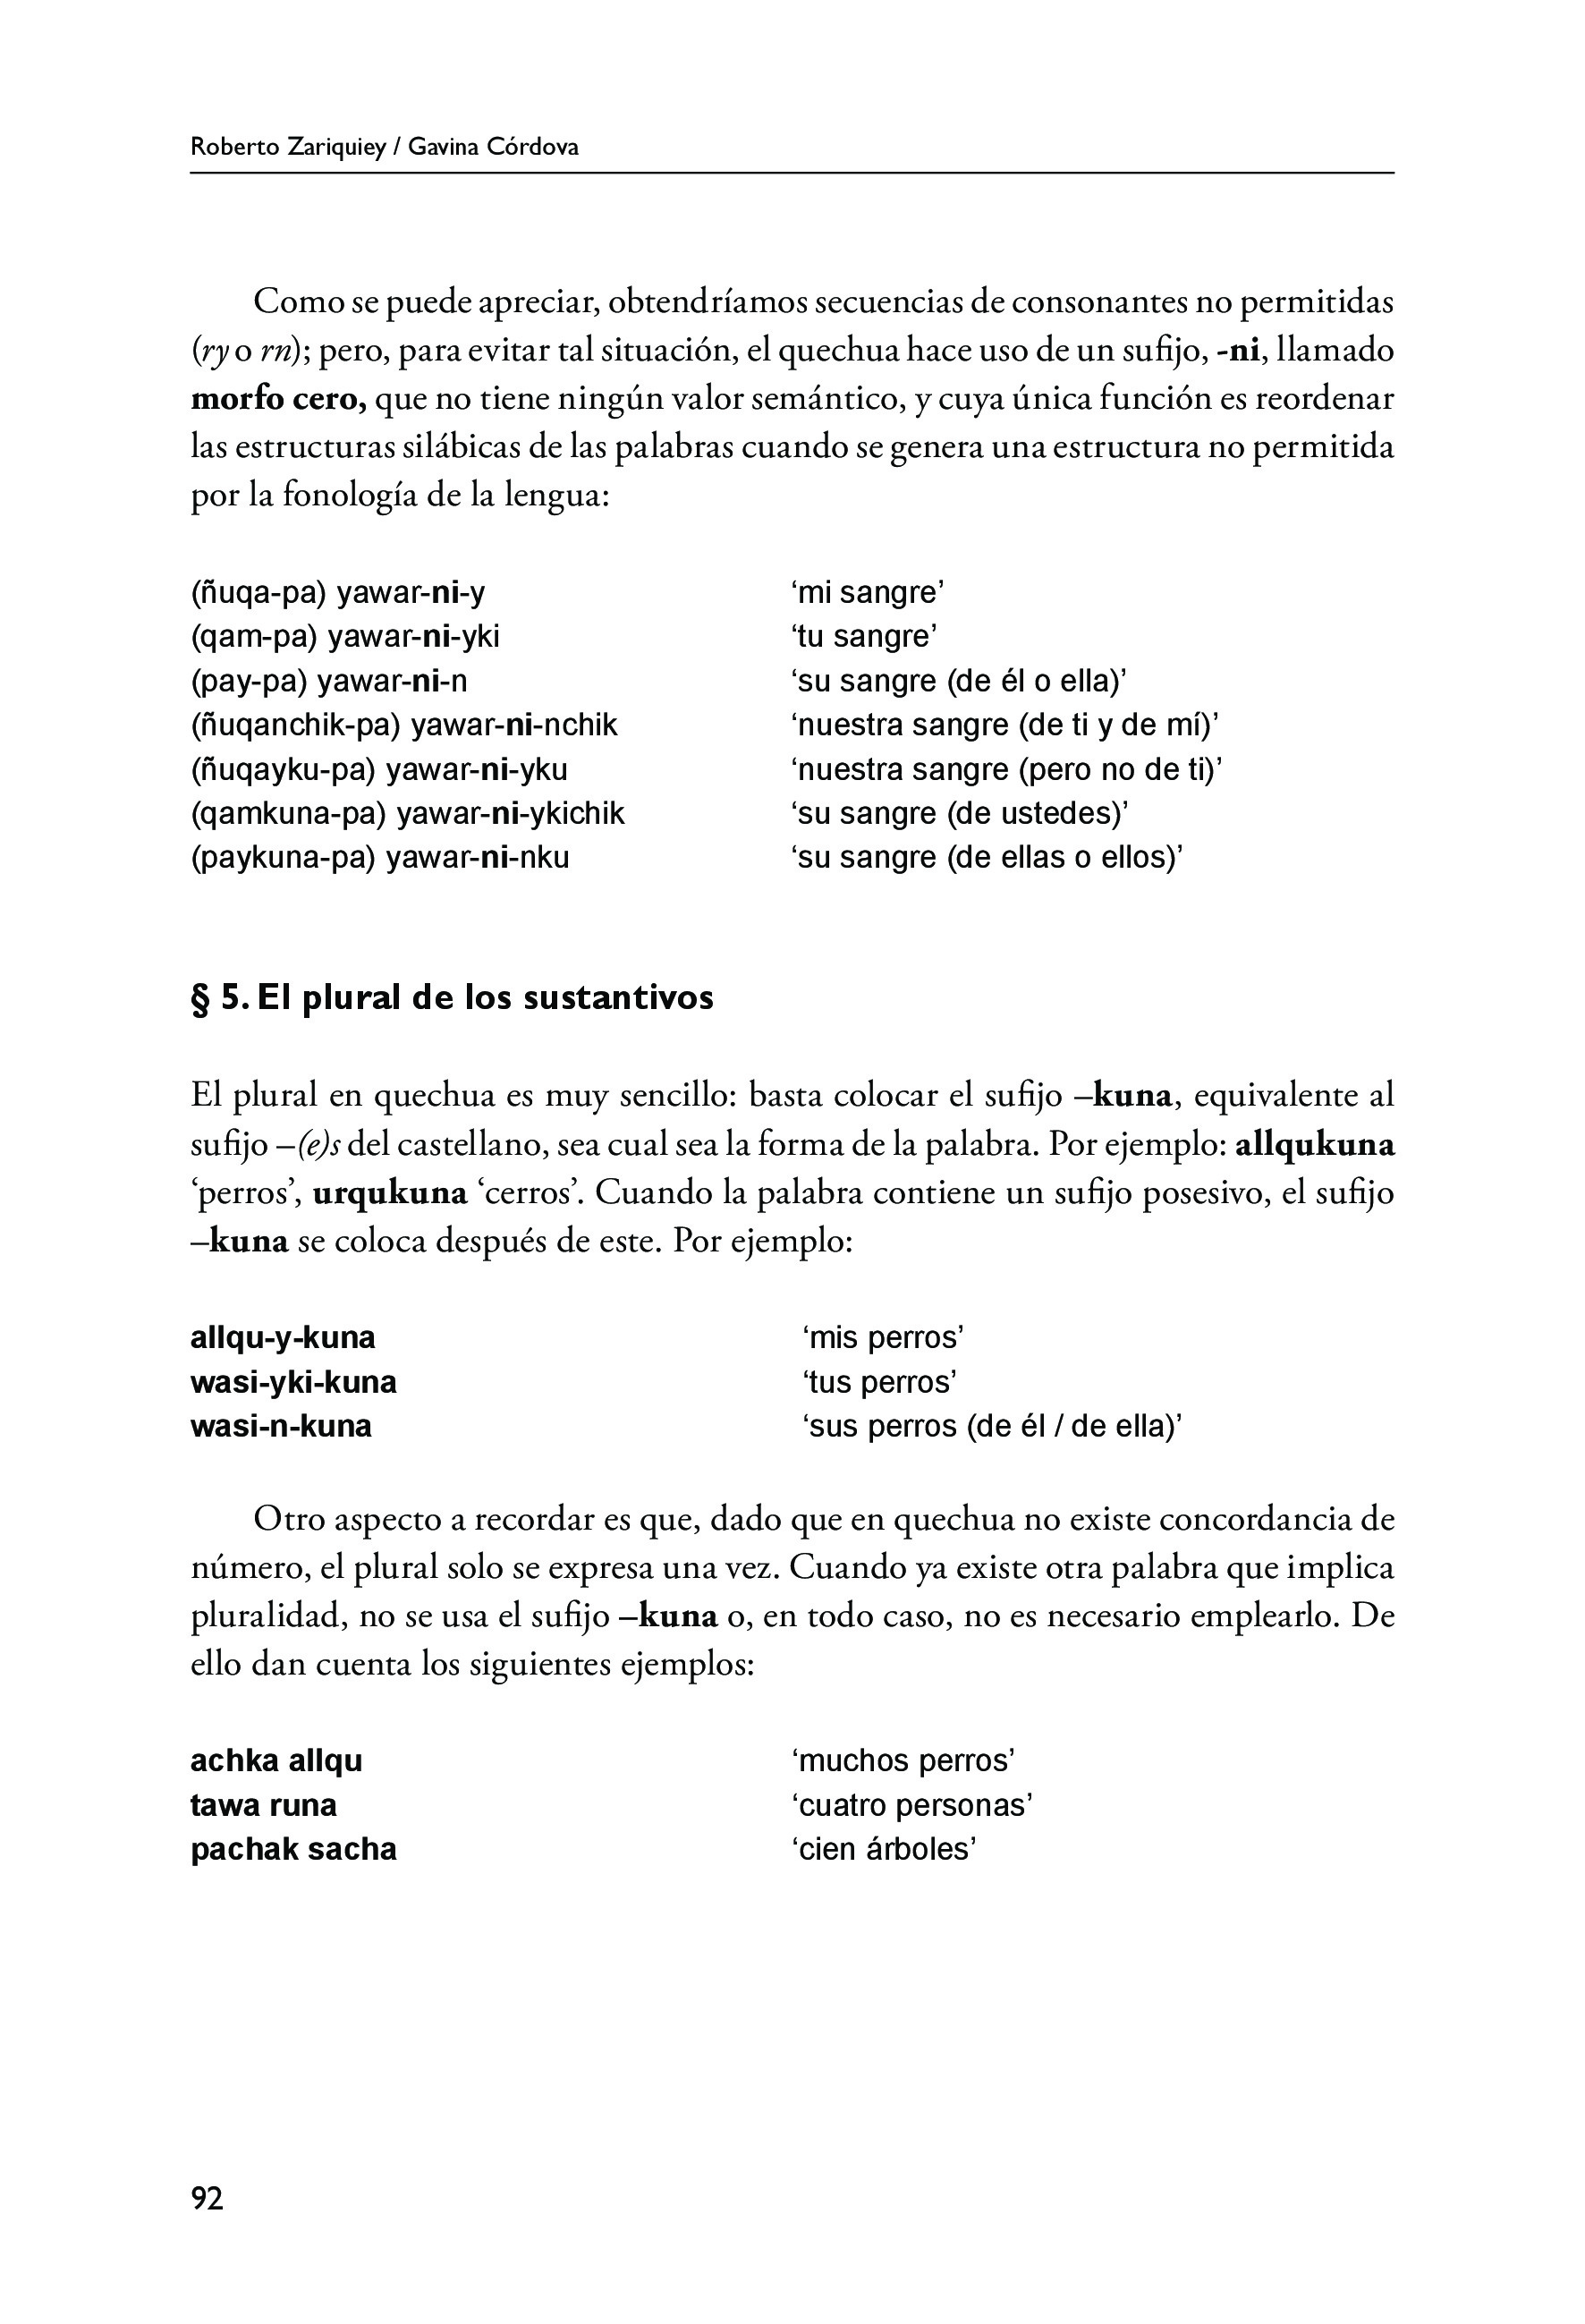 Roberto Zariquiey / Gavina Córdova
Como se puede apreciar, obtendríamos secuencias de consonantes no permitidas
(ry o rn); pero, para evitar tal situación, el quechua hace uso de un sufijo, -ni, llamado
morfo cero, que no tiene ningún valor semántico, y cuya única función es reordenar
las estructuras silábicas de las palabras cuando se genera una estructura no permitida
por la fonología de la lengua:
(ñuqa-pa) yawar-ni-y ‘mi sangre’
(qam-pa) yawar-ni-yki ‘tu sangre’
(pay-pa) yawar-ni-n ‘su sangre (de él o ella)’
(ñuqanchik-pa) yawar-ni-nchik ‘nuestra sangre (de ti y de mí)’
(ñuqayku-pa) yawar-ni-yku ‘nuestra sangre (pero no de ti)’
(qamkuna-pa) yawar-ni-ykichik ‘su sangre (de ustedes)’
(paykuna-pa) yawar-ni-nku ‘su sangre (de ellas o ellos)’
§ 5. El plural de los sustantivos
El plural en quechua es muy sencillo: basta colocar el sufijo –kuna, equivalente al
sufijo –(e)s del castellano, sea cual sea la forma de la palabra. Por ejemplo: allqukuna
‘perros’, urqukuna ‘cerros’. Cuando la palabra contiene un sufijo posesivo, el sufijo
–kuna se coloca después de este. Por ejemplo:
allqu-y-kuna ‘mis perros’
wasi-yki-kuna ‘tus perros’
wasi-n-kuna ‘sus perros (de él / de ella)’
Otro aspecto a recordar es que, dado que en quechua no existe concordancia de
número, el plural solo se expresa una vez. Cuando ya existe otra palabra que implica
pluralidad, no se usa el sufijo –kuna o, en todo caso, no es necesario emplearlo. De
ello dan cuenta los siguientes ejemplos:
achka allqu ‘muchos perros’
tawa runa ‘cuatro personas’
pachak sacha ‘cien árboles’
92